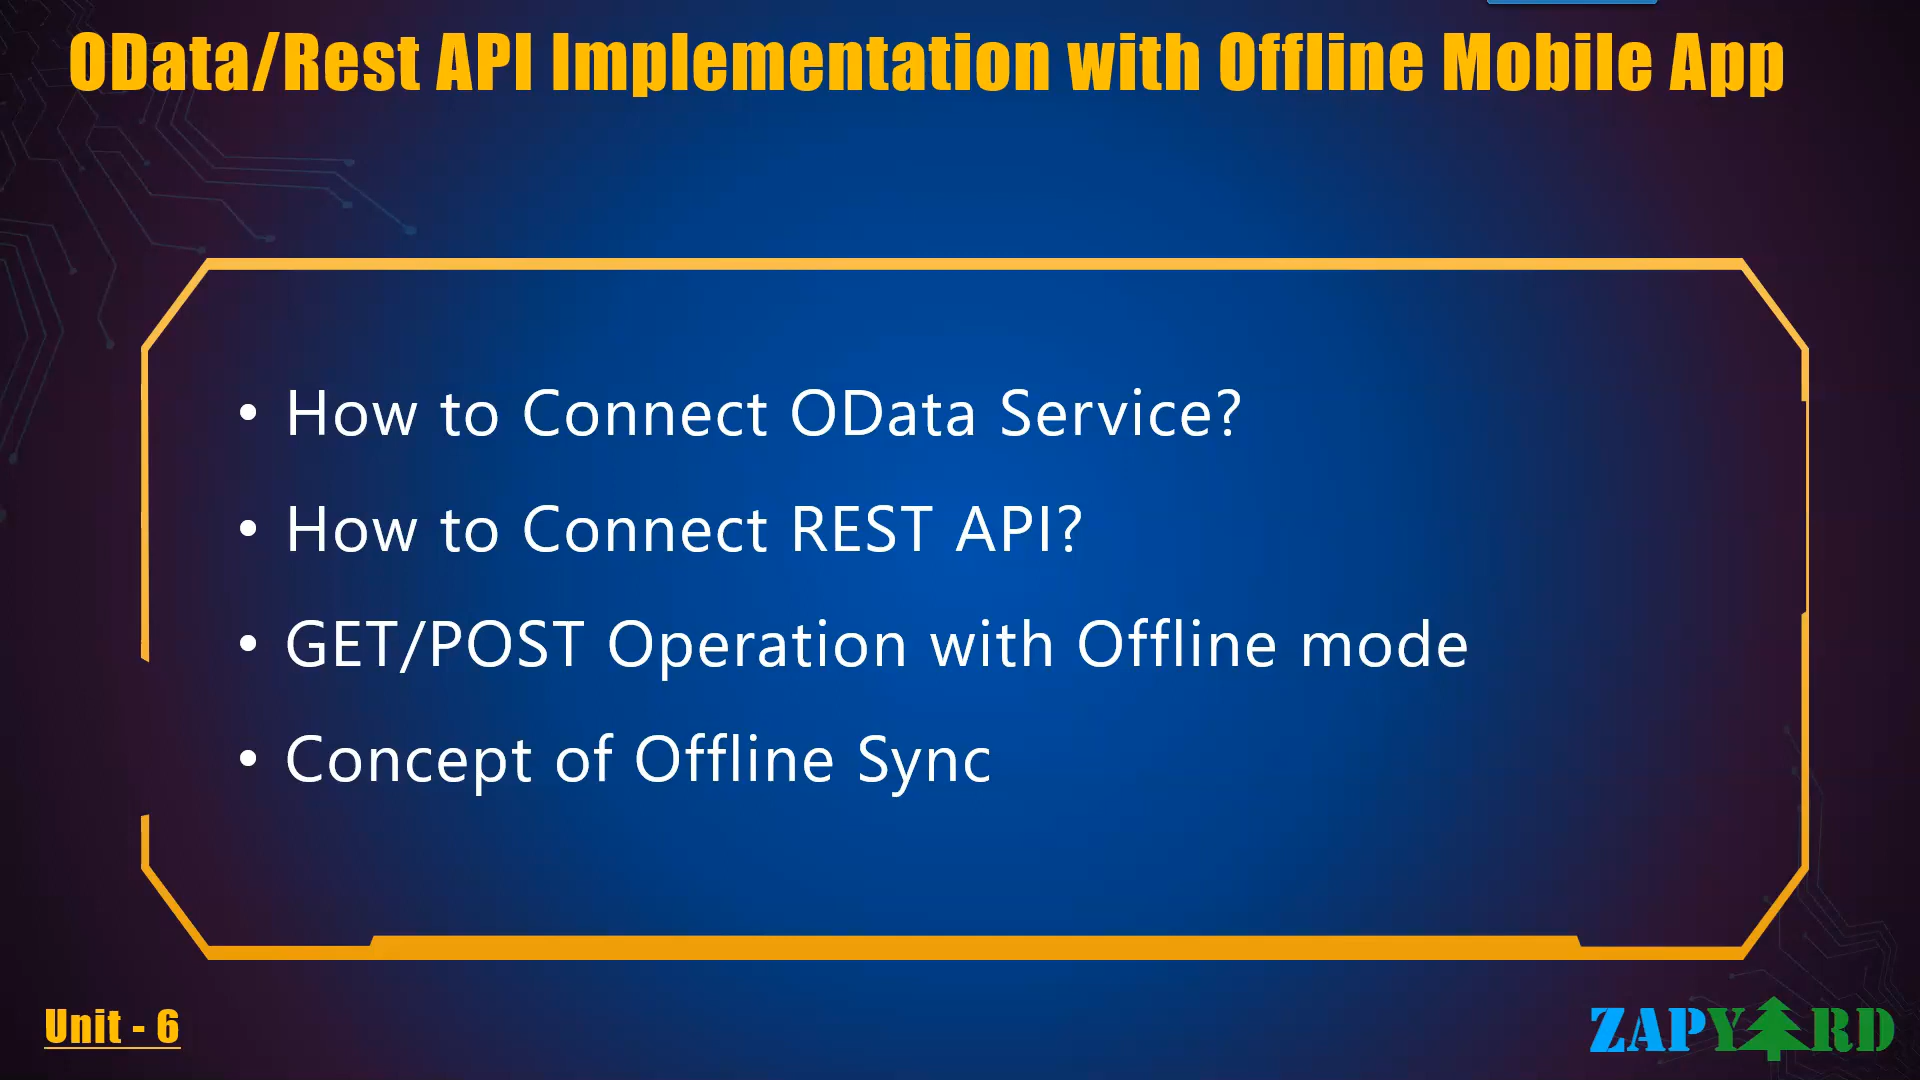 OData/Rest API Implementation with Offline Mobile App
• How to Connect OData Service?
• How to Connect REST API?
• GET/POST Operation with Offline mode
• Concept of Offline Sync
Unit - 6
ZAPYARD